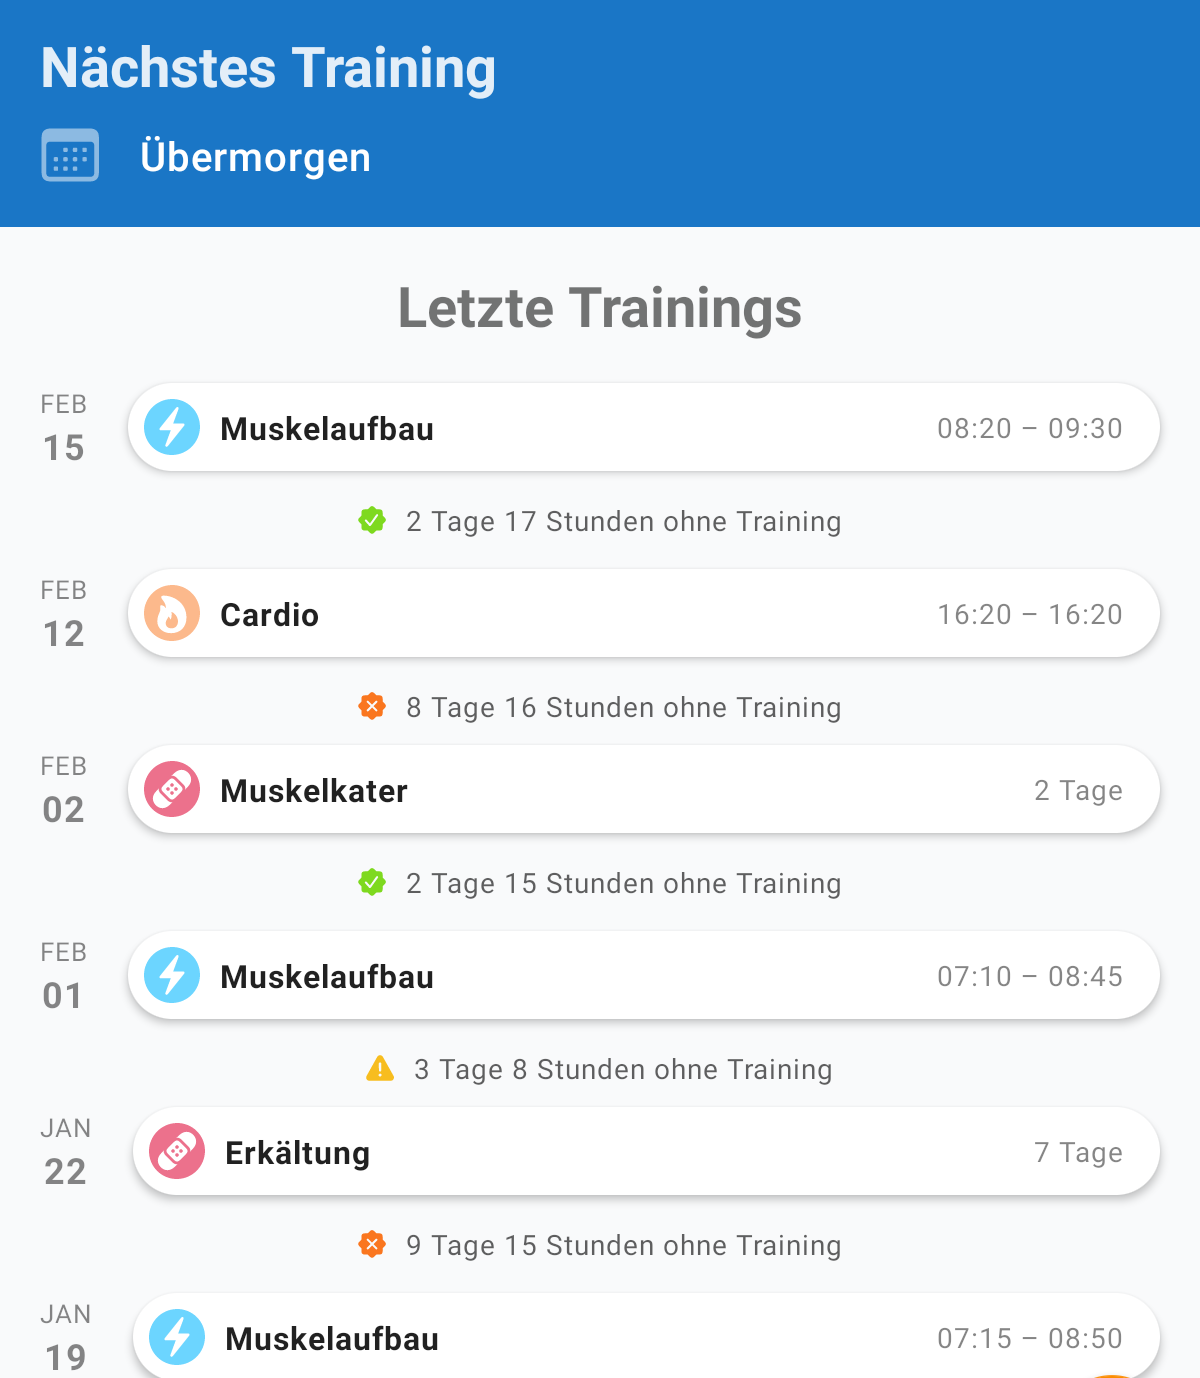 Nächstes Training
Übermorgen
Letzte Trainings
FEB
15
Muskelaufbau
08:20 – 09:30
2 Tage 17 Stunden ohne Training
FEB
12
Cardio
16:20 – 16:20
8 Tage 16 Stunden ohne Training
FEB
02
Muskelkater
2 Tage
2 Tage 15 Stunden ohne Training
FEB
01
Muskelaufbau
07:10 – 08:45
3 Tage 8 Stunden ohne Training
JAN
22
Erkältung
7 Tage
9 Tage 15 Stunden ohne Training
JAN
19
Muskelaufbau
07:15 – 08:50